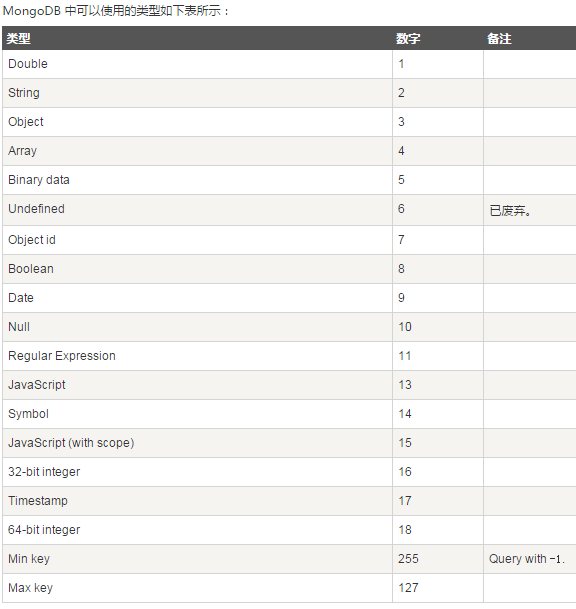 MongoDB 中可以使用的类型如下表所示：
类型 数字 备注
Double 1
String 2
Object 3
Array 4
Binary data 5
Undefined 6 已废弃。
Object id 7
Boolean 8
Date 9
Null 10
Regular Expression 11
JavaScript 13
Symbol 14
JavaScript (with scope) 15
32-bit integer 16
Timestamp 17
64-bit integer 18
Min key 255 Query with -1.
Max key 127